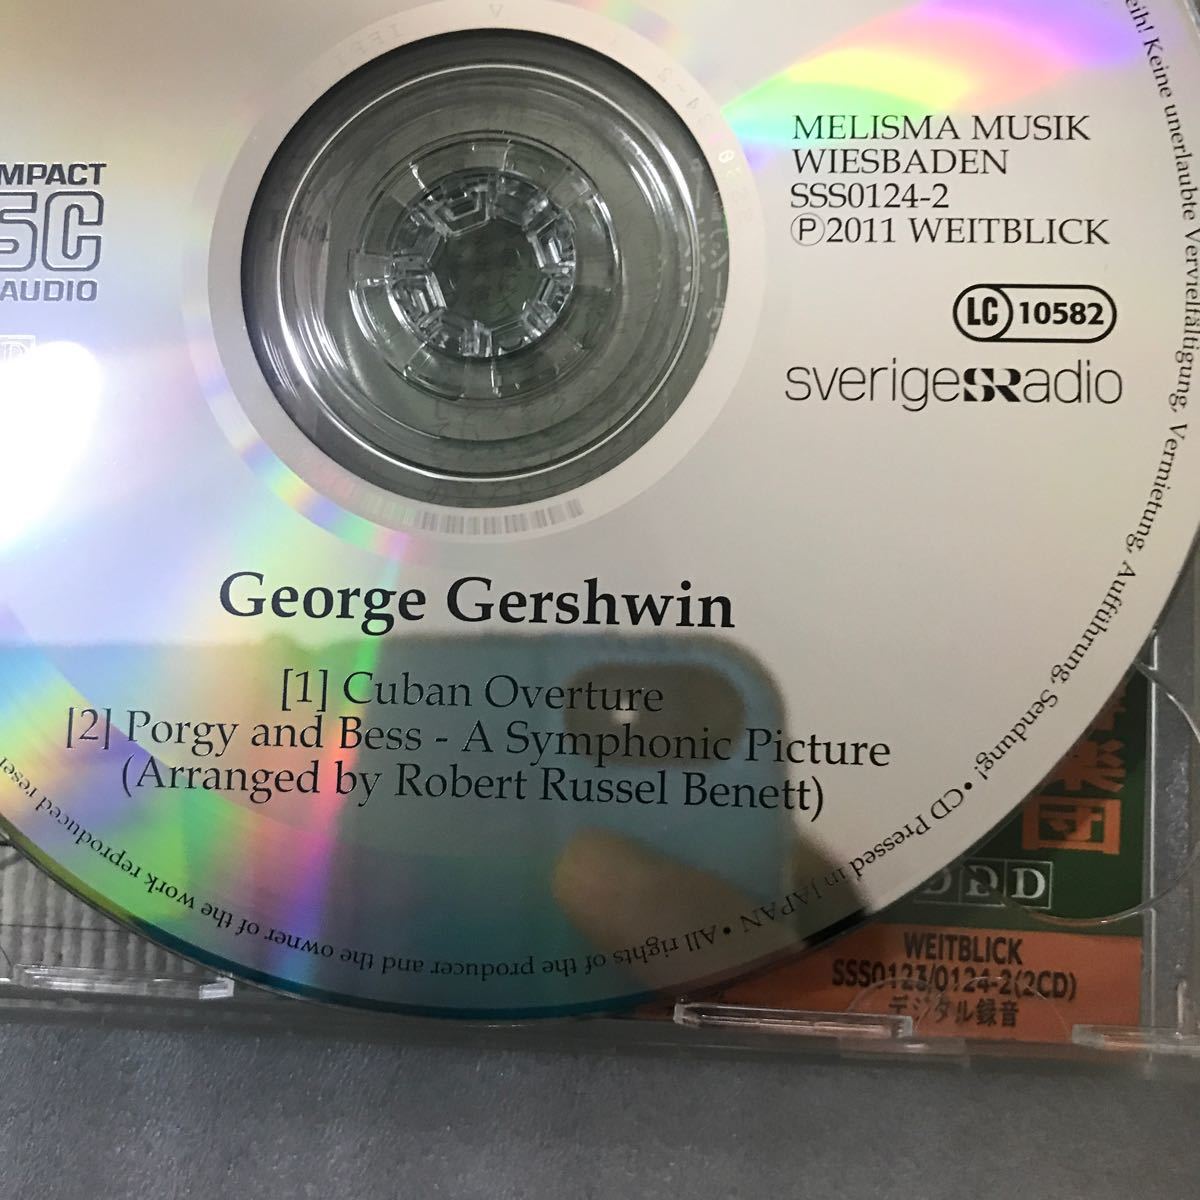 MELISMA MUSIK
WIESBADEN
SSS0124-2
Ⓟ2011 WEITBLICK
LC 10582
sverigeSRadio
MPACT
AUDIO
George Gershwin
[1] Cuban Overture
[2] Porgy and Bess - A Symphonic Picture
(Arranged by Robert Russel Benett)
Keine unerlaubte Vervielfältigung, Vermietung, Aufführung, Sendung! • CD Pressed in JAPAN • All rights of the producer and the owner of the work reproduced
DGD
WEITBLICK
SSS0123/0124-2(2CD)
デジタル録音